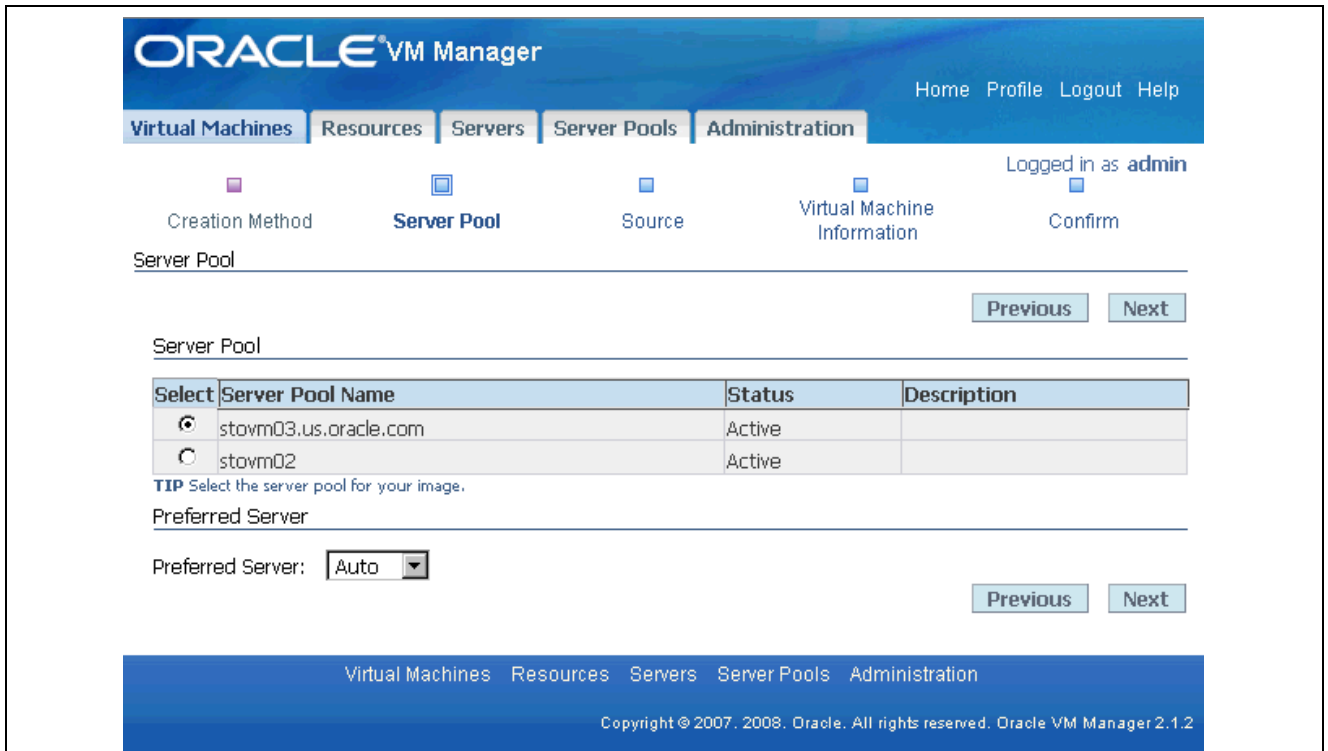 ORACLE VM Manager
Home Profile Logout Help
Virtual Machines Resources Servers Server Pools Administration
Logged in as admin
Creation Method Server Pool Source Virtual Machine Information Confirm
Server Pool
Previous Next
Server Pool
Select Server Pool Name Status Description
stovm03.us.oracle.com Active
stovm02 Active
TIP Select the server pool for your image.
Preferred Server
Preferred Server: Auto
Previous Next
Virtual Machines Resources Servers Server Pools Administration
Copyright © 2007. 2008. Oracle. All rights reserved. Oracle VM Manager 2.1.2